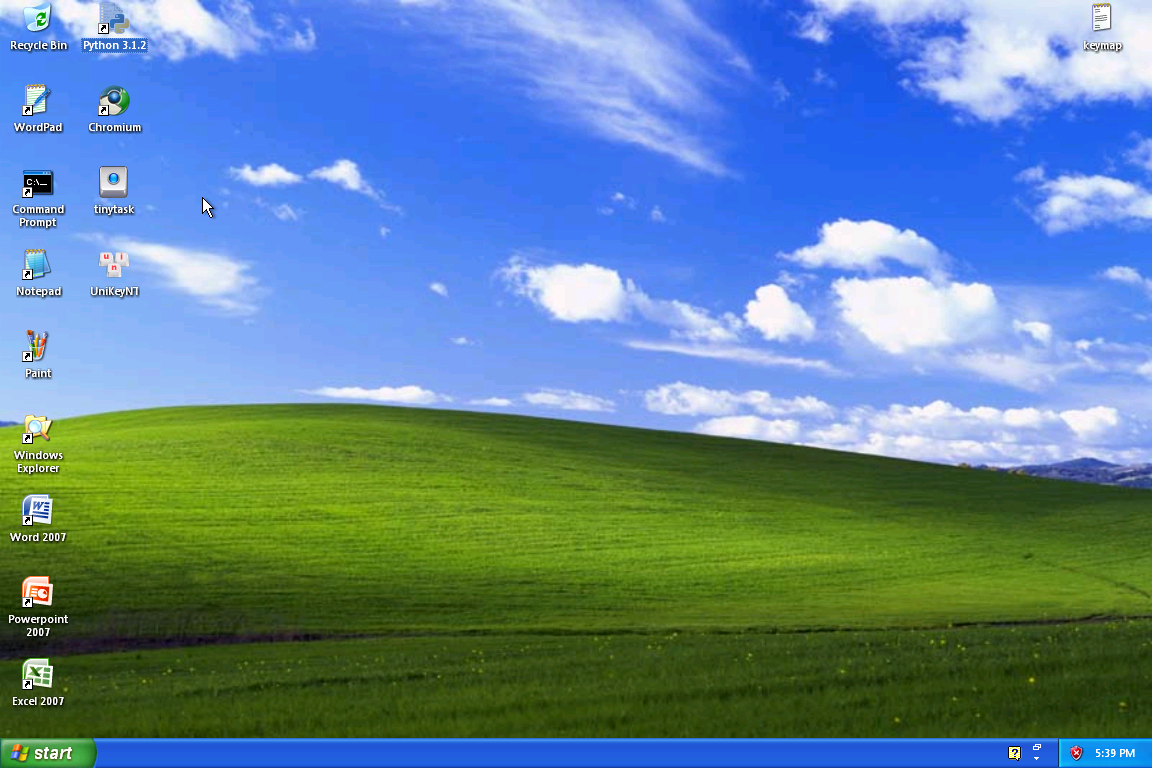 Recycle Bin
Python 3.1.2
keymap
WordPad
Chromium
C:\_
Command
Prompt
tinytask
Notepad
u i
n
UniKeyNT
Paint
Windows
Explorer
W
Word 2007
Powerpoint
2007
X
Excel 2007
start
?
5:39 PM